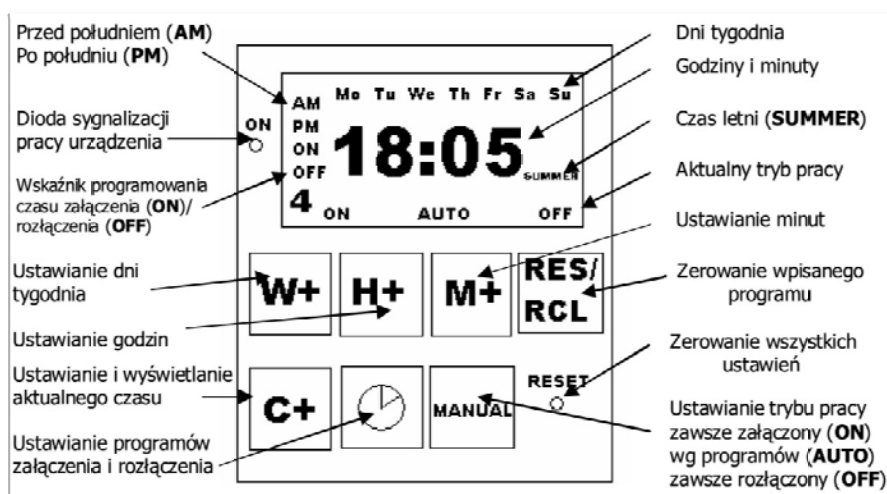 Przed południem (AM)
Po południu (PM)
Dioda sygnalizacji
pracy urządzenia
Wskaźnik programowania
czasu załączenia (ON)/
rozłączenia (OFF)
Ustawianie dni
tygodnia
Ustawianie godzin
Ustawianie i wyświetlanie
aktualnego czasu
Ustawianie programów
załączenia i rozłączenia
ON
AM
PM
ON
OFF
Mo Tu We Th Fr Sa Su
18:05
SUMMER
4
ON AUTO OFF
W+
H+
M+
RES/
RCL
C+
MANUAL
RESET
Dni tygodnia
Godziny i minuty
Czas letni (SUMMER)
Aktualny tryb pracy
Ustawianie minut
Zerowanie wpisanego
programu
Zerowanie wszystkich
ustawień
Ustawianie trybu pracy
zawsze załączony (ON)
wg programów (AUTO)
zawsze rozłączony (OFF)